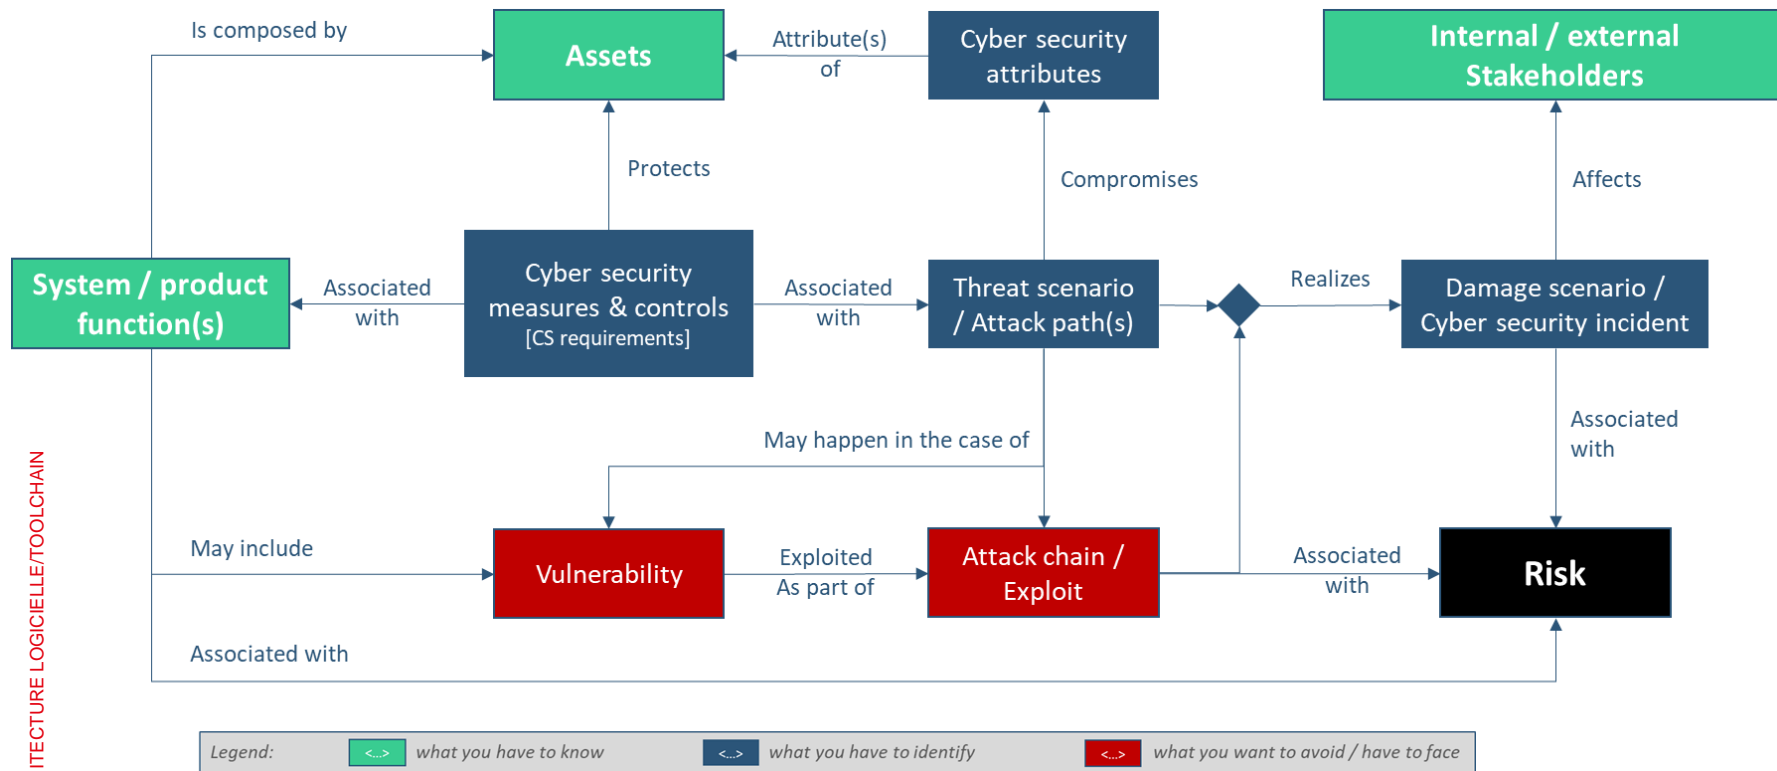 Is composed by
Assets
Attribute(s)
of
Cyber security
attributes
Internal / external
Stakeholders
Protects
Compromises
Affects
System / product
function(s)
Associated
with
Cyber security
measures & controls
[CS requirements]
Associated
with
Threat scenario
/ Attack path(s)
Realizes
Damage scenario /
Cyber security incident
May happen in the case of
Associated
with
May include
Vulnerability
Exploited
As part of
Attack chain /
Exploit
Associated
with
Risk
Associated with
ITECTURE LOGICIELLE/TOOLCHAIN
Legend:
<...> what you have to know
<...> what you have to identify
<...> what you want to avoid / have to face